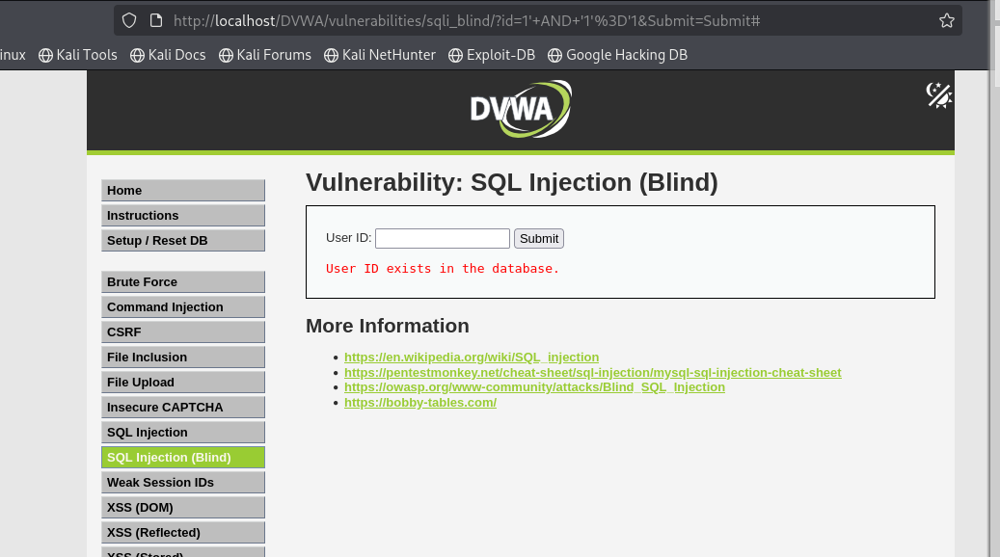 http://localhost/DVWA/vulnerabilities/sqli_blind/?id=1'+AND+'1'%3D'1&Submit=Submit#
inux Kali Tools Kali Docs Kali Forums Kali NetHunter Exploit-DB Google Hacking DB
DVWA
Home
Instructions
Setup / Reset DB
Brute Force
Command Injection
CSRF
File Inclusion
File Upload
Insecure CAPTCHA
SQL Injection
SQL Injection (Blind)
Weak Session IDs
XSS (DOM)
XSS (Reflected)
XSS (Stored)
Vulnerability: SQL Injection (Blind)
User ID: Submit
User ID exists in the database.
More Information
https://en.wikipedia.org/wiki/SQL_injection
https://pentestmonkey.net/cheat-sheet/sql-injection/mysql-sql-injection-cheat-sheet
https://owasp.org/www-community/attacks/Blind_SQL_Injection
https://bobby-tables.com/